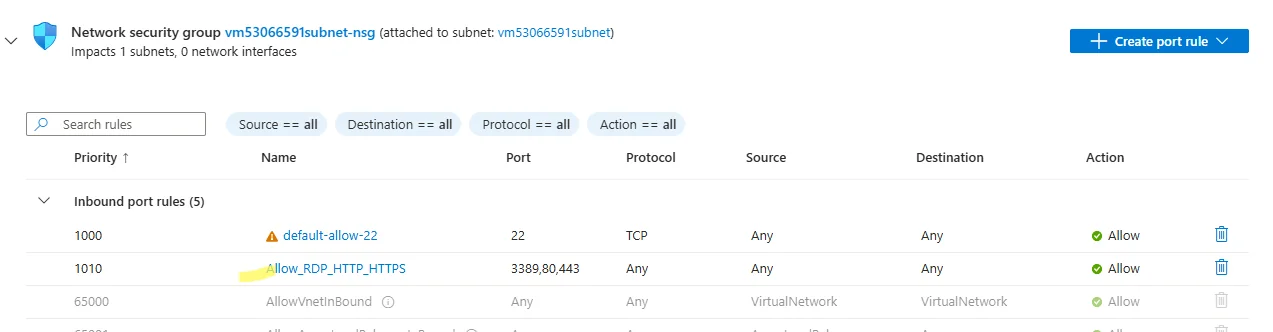 Network security group vm53066591subnet-nsg (attached to subnet: vm53066591subnet)
Impacts 1 subnets, 0 network interfaces
Create port rule
Search rules
Source == all Destination == all Protocol == all Action == all
Priority ↑ Name Port Protocol Source Destination Action
Inbound port rules (5)
1000 default-allow-22 22 TCP Any Any Allow
1010 Allow_RDP_HTTP_HTTPS 3389,80,443 Any Any Any Allow
65000 AllowVnetInBound Any Any VirtualNetwork VirtualNetwork Allow